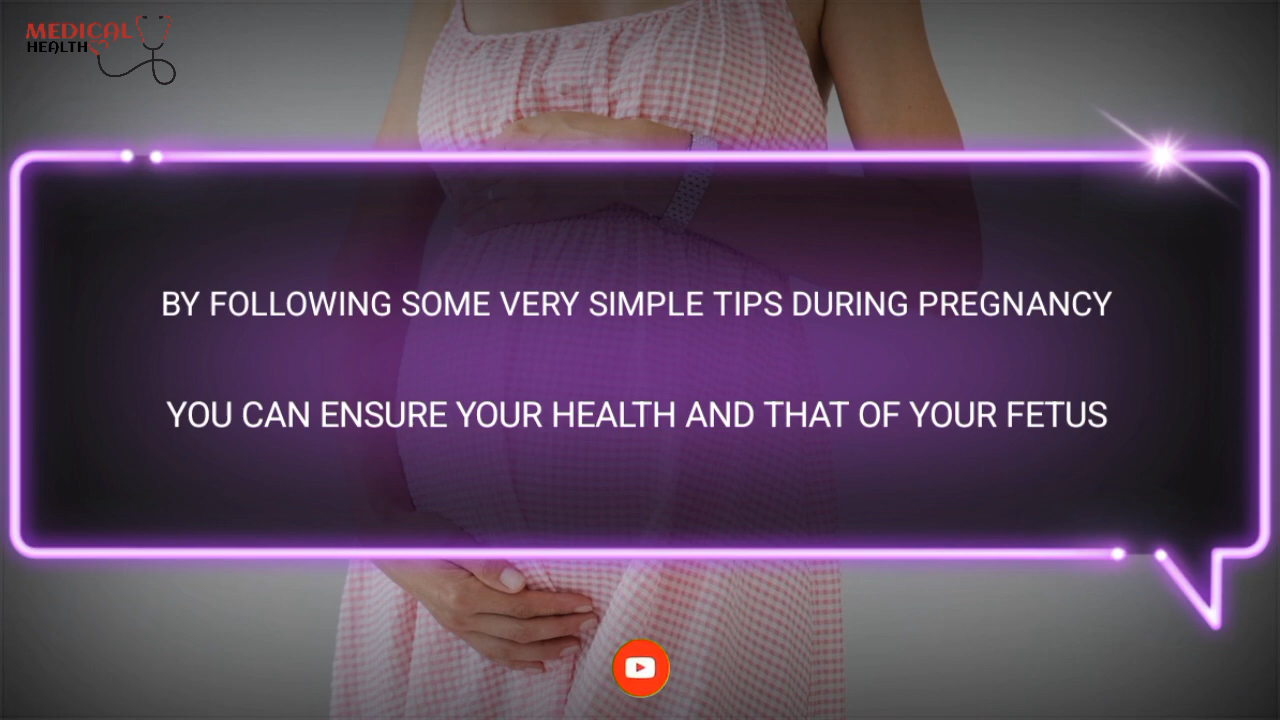 MEDICAL
HEALTH
BY FOLLOWING SOME VERY SIMPLE TIPS DURING PREGNANCY
YOU CAN ENSURE YOUR HEALTH AND THAT OF YOUR FETUS